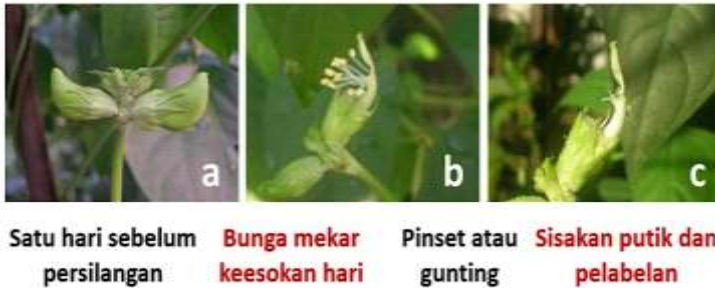 a
b
c
Satu hari sebelum
persilangan
Bunga mekar
keesokan hari
Pinset atau
gunting
Sisakan putik dan
pelabelan